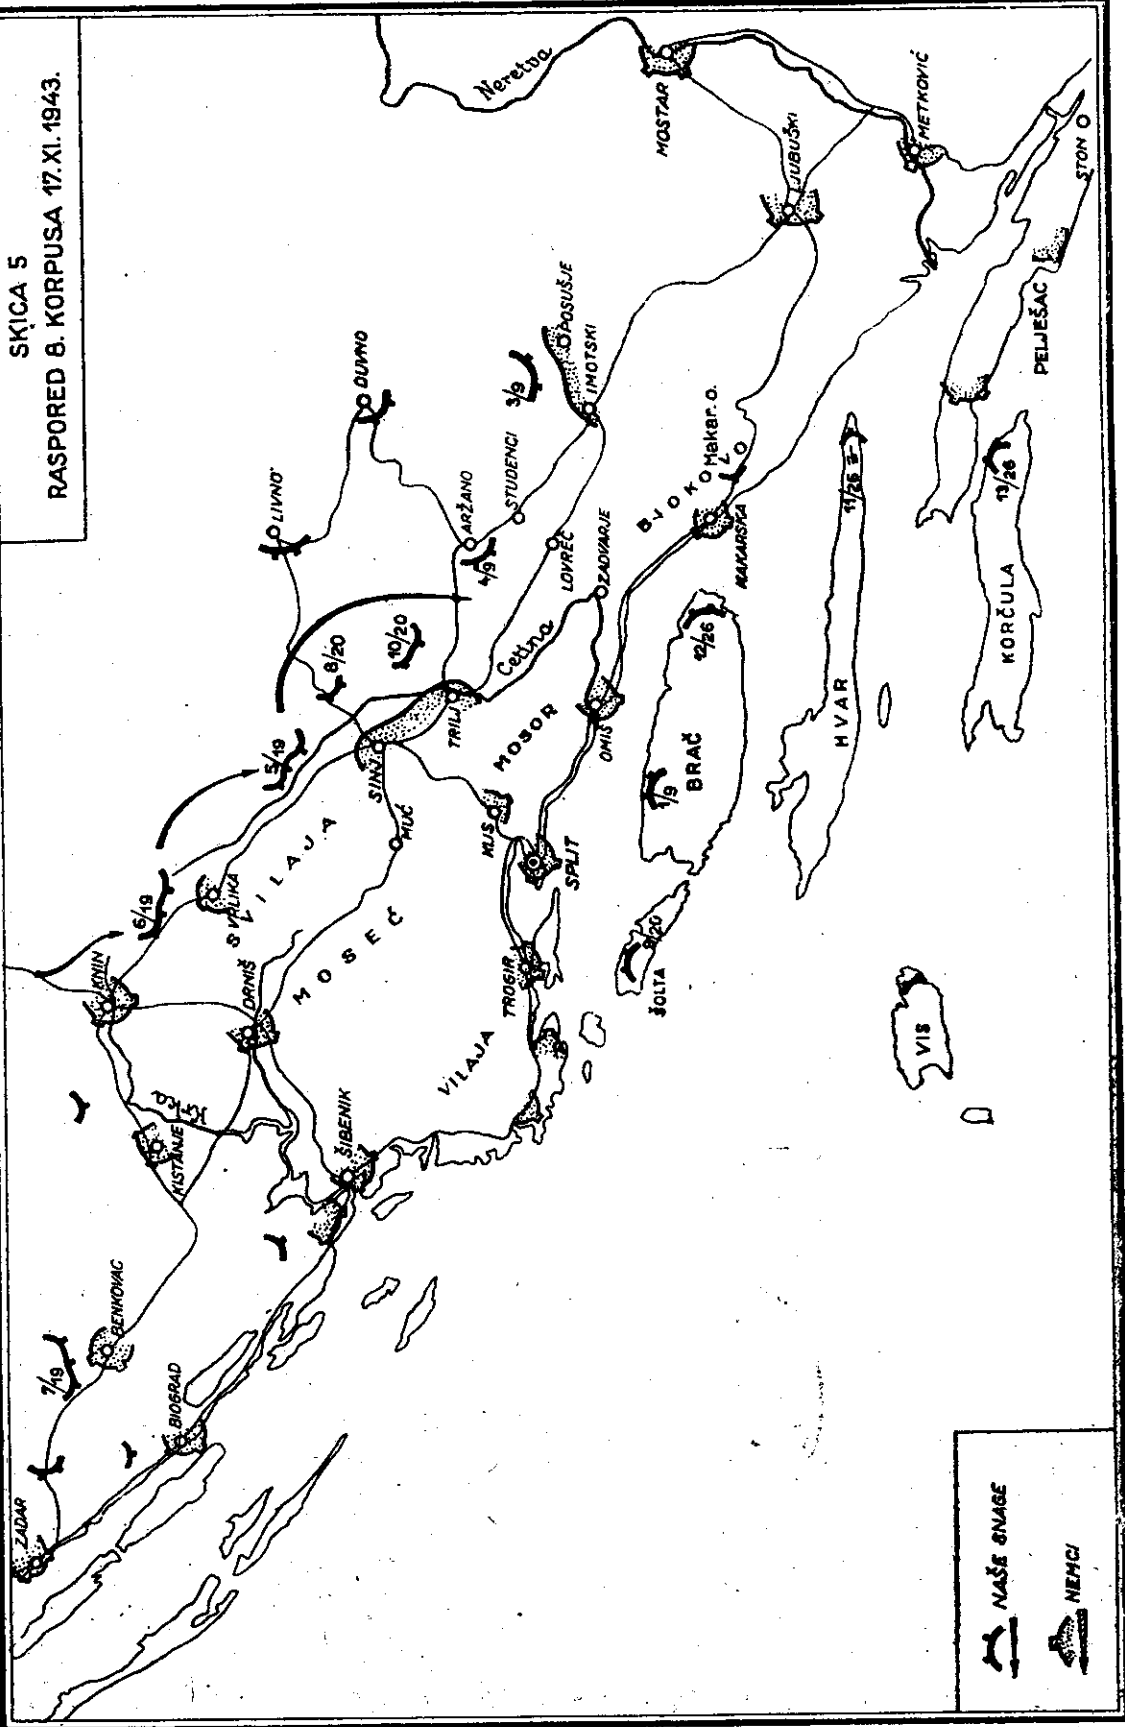 SKICA 5
RASPORED 8. KORPUSA 17. XI. 1943.
ZADAR
7/19
BENKOVAC
BIOGRAD
KISTANJE
Krka
ŠIBENIK
KNIN
6/19
DRNIŠ
VRLIKA
SVILAJA
MOSEĆ
VILAJA
TROGIR
5/19
SINJ
MUĆ
KLIS
SPLIT
8/20
10/20
TRILJ
MOSOR
Cetina
OMIŠ
LIVNO
DUVNO
ARŽANO
4/9
STUDENCI
LOVREĆ
ZADVARJE
3/9
POSUŠJE
IMOTSKI
BIOKOVO
Makar. o.
MAKARSKA
Neretva
MOSTAR
LJUBUŠKI
METKOVIĆ
STON
PELJEŠAC
ŠOLTA
9/20
1/9
BRAČ
12/26
HVAR
11/26
KORČULA
13/26
VIS
NAŠE SNAGE
NEMCI